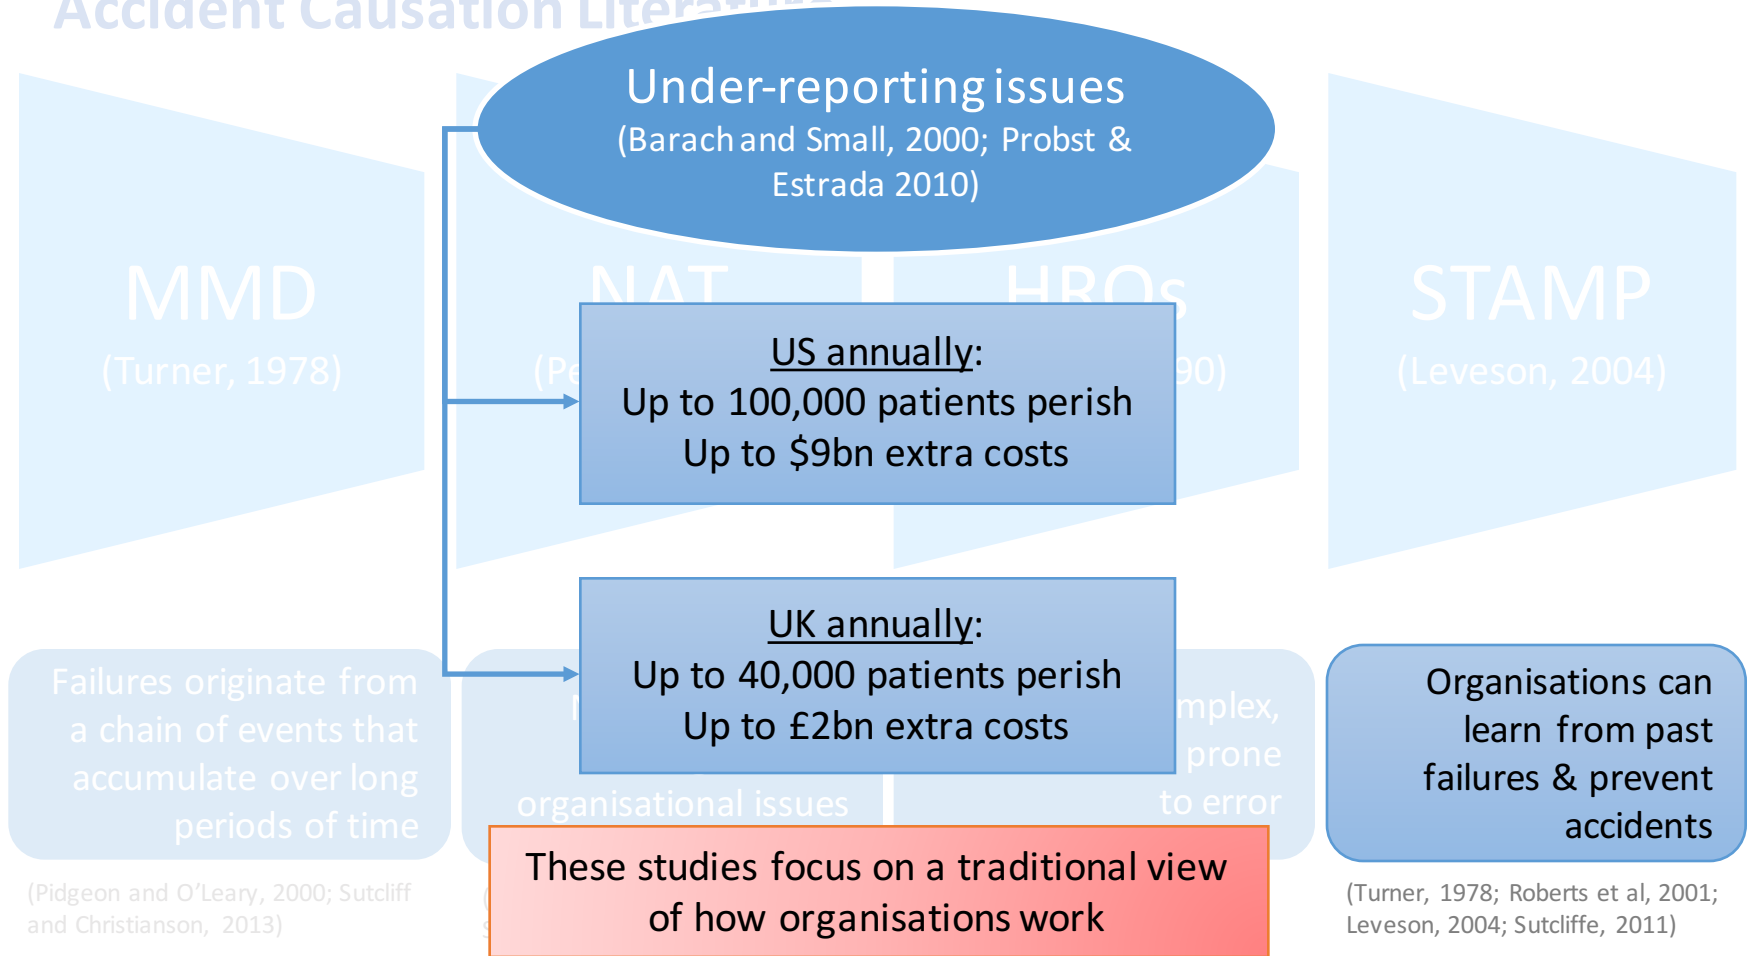 Accident Causation Literature
Under-reporting issues
(Barach and Small, 2000; Probst &
Estrada 2010)
MMD
(Turner, 1978)
NAT
HROs
90)
STAMP
(Leveson, 2004)
US annually:
Up to 100,000 patients perish
Up to $9bn extra costs
UK annually:
Up to 40,000 patients perish
Up to £2bn extra costs
Failures originate from
a chain of events that
accumulate over long
periods of time
organisational issues
prone
to error
Organisations can
learn from past
failures & prevent
accidents
These studies focus on a traditional view
of how organisations work
(Pidgeon and O'Leary, 2000; Sutcliff
and Christianson, 2013)
(Turner, 1978; Roberts et al, 2001;
Leveson, 2004; Sutcliffe, 2011)